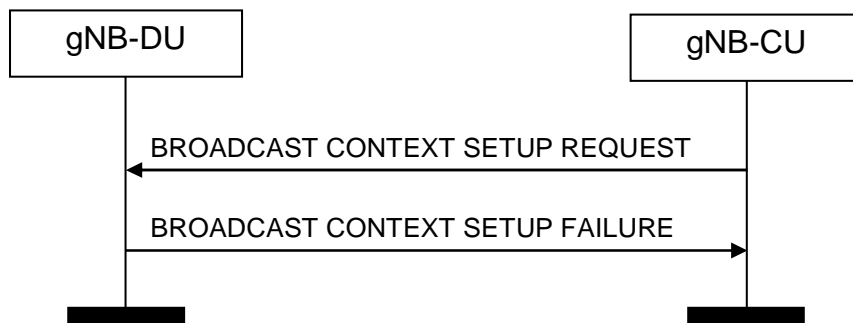 gNB-DU
gNB-CU
BROADCAST CONTEXT SETUP REQUEST
BROADCAST CONTEXT SETUP FAILURE